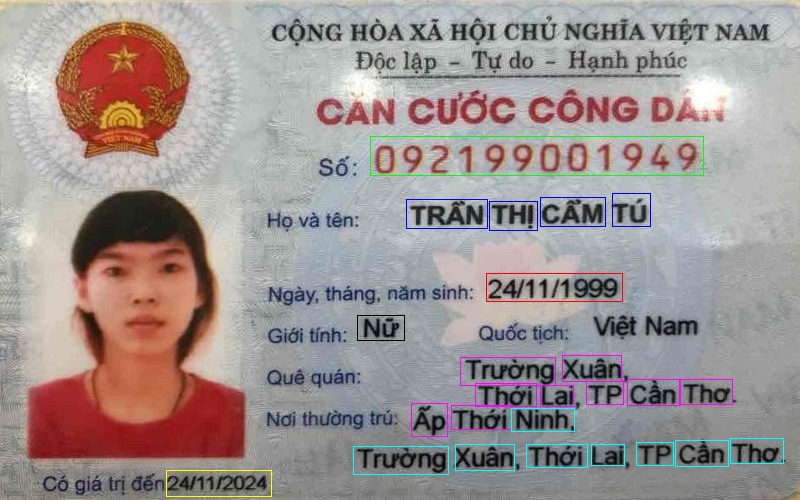 CỘNG HÒA XÃ HỘI CHỦ NGHĨA VIỆT NAM
Độc lập - Tự do - Hạnh phúc
CĂN CƯỚC CÔNG DÂN
Số: 092199001949
Họ và tên: TRẦN THỊ CẨM TÚ
Ngày, tháng, năm sinh: 24/11/1999
Giới tính: Nữ Quốc tịch: Việt Nam
Quê quán: Trường Xuân,
Thới Lai, TP Cần Thơ.
Nơi thường trú: Ấp Thới Ninh,
Trường Xuân, Thới Lai, TP Cần Thơ.
Có giá trị đến 24/11/2024